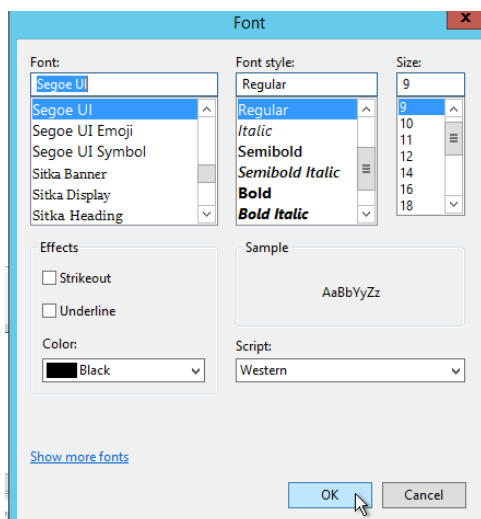 Font
x
Font:
Segoe UI
Segoe UI
Segoe UI Emoji
Segoe UI Symbol
Sitka Banner
Sitka Display
Sitka Heading
Font style:
Regular
Regular
Italic
Semibold
Semibold Italic
Bold
Bold Italic
Size:
9
9
10
11
12
14
16
18
Effects
Strikeout
Underline
Color:
Black
Sample
AaBbYyZz
Script:
Western
Show more fonts
OK
Cancel